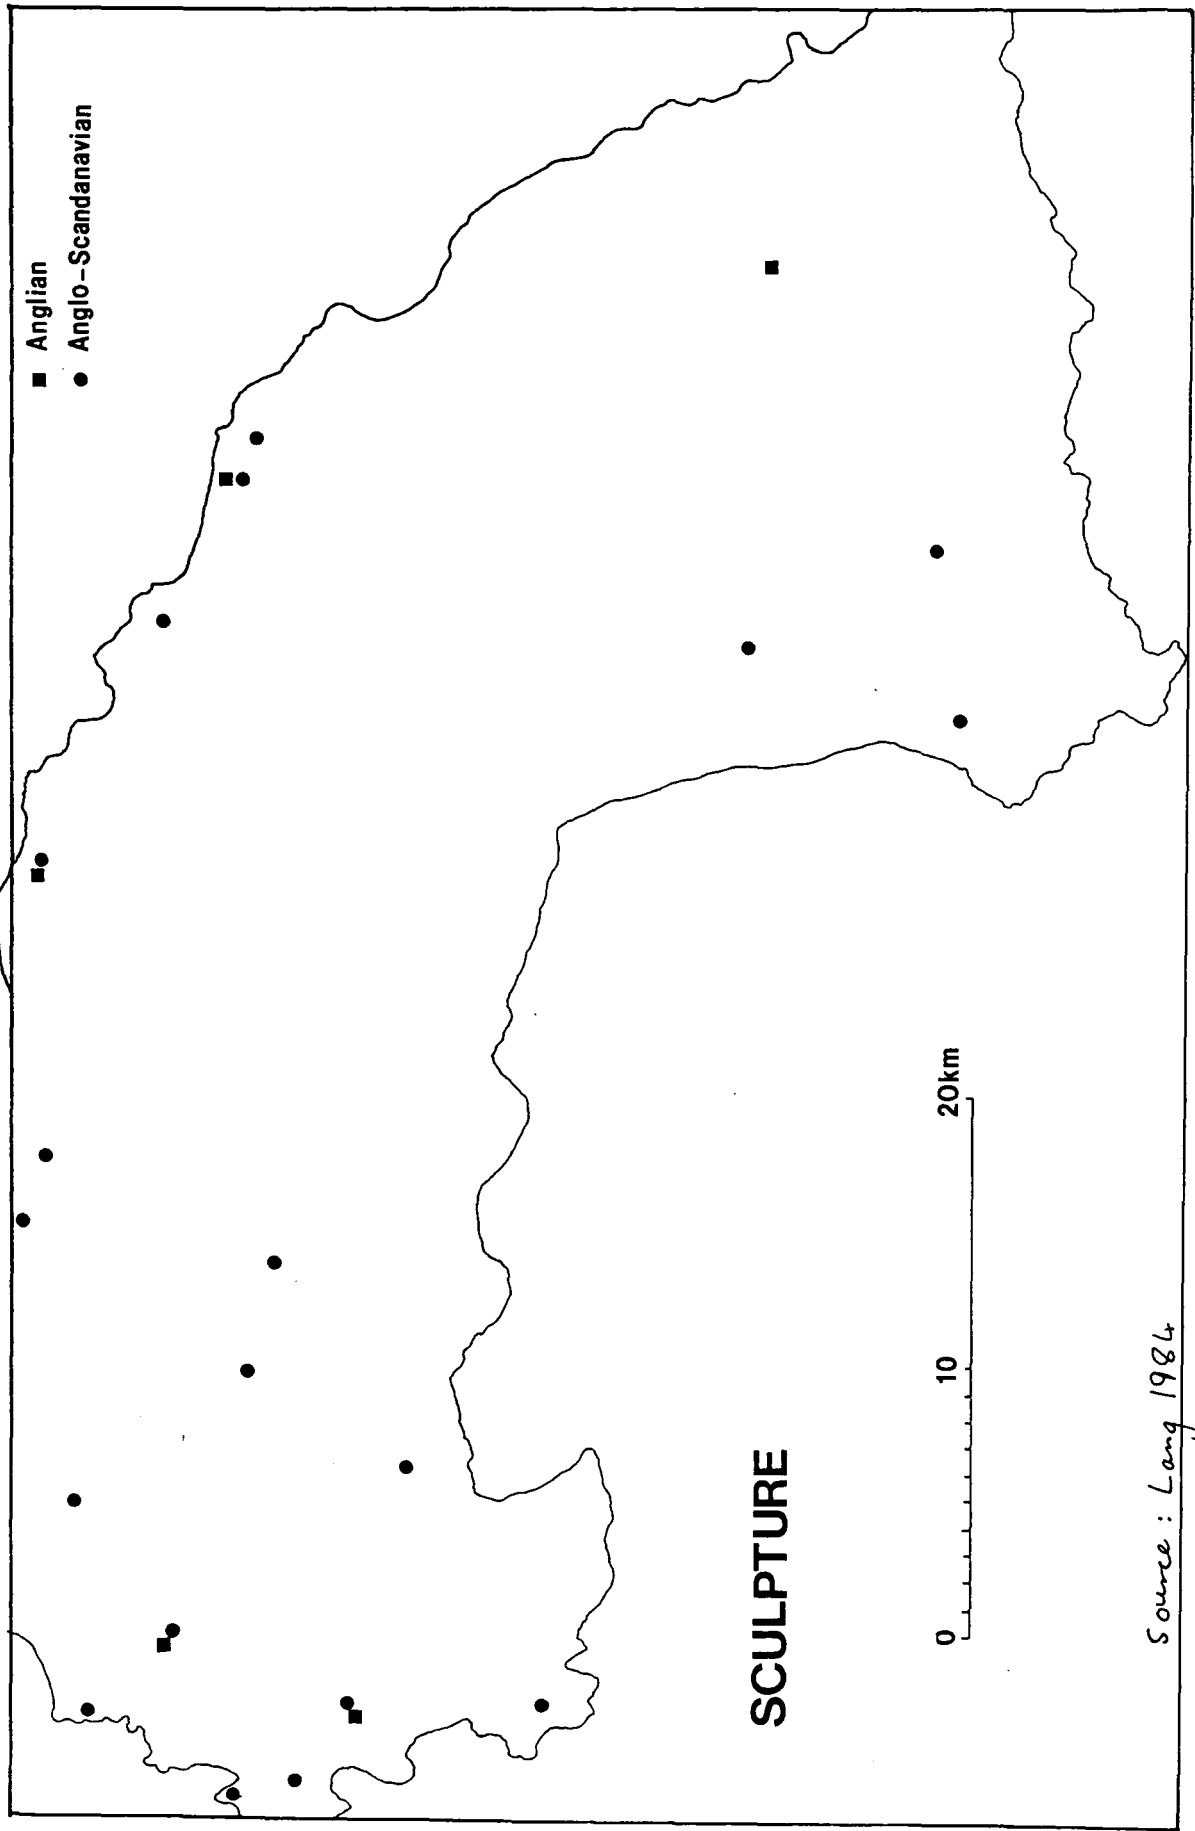 ■ Anglian
● Anglo-Scandanavian
SCULPTURE
0 10 20km
Source : Lang 1984